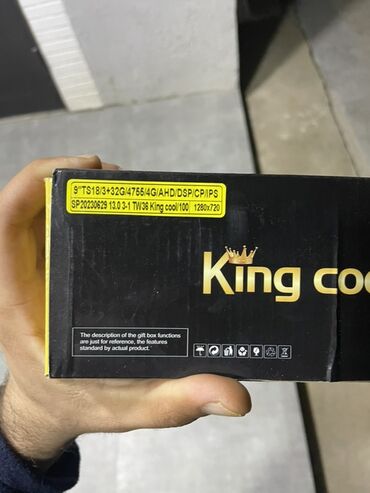 9"TS18/3+32G/4755/4G/AHD/DSP/CP/IPS
SP20230629 13.0 3-1 TW36 King cool/100 1280x720
King coo
The description of the gift box functions
are just for reference, the features
standard by actual product.